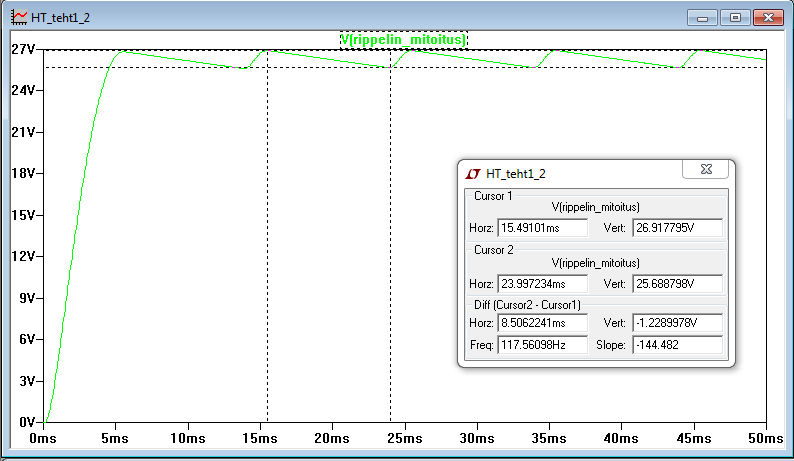 HT_teht1_2
V(rippelin_mitoitus)
27V
24V
21V
18V
15V
12V
9V
6V
3V
0V
0ms 5ms 10ms 15ms 20ms 25ms 30ms 35ms 40ms 45ms 50ms
HT_teht1_2
Cursor 1
V(rippelin_mitoitus)
Horz: 15.49101ms Vert: 26.917795V
Cursor 2
V(rippelin_mitoitus)
Horz: 23.997234ms Vert: 25.688798V
Diff (Cursor2 - Cursor1)
Horz: 8.5062241ms Vert: -1.2289978V
Freq: 117.56098Hz Slope: -144.482